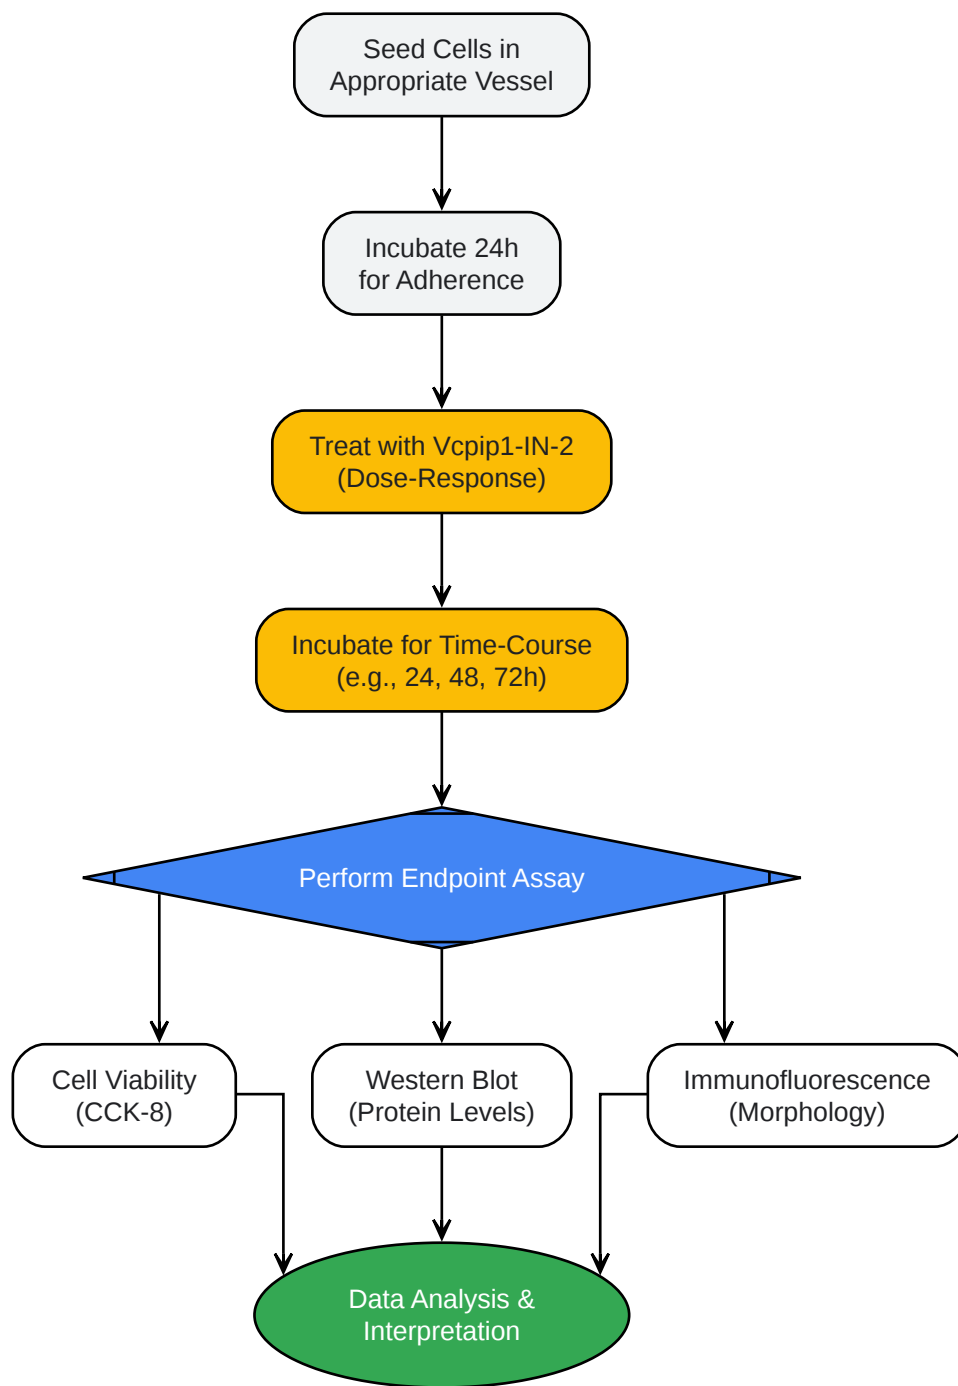 Seed Cells in
Appropriate Vessel
Incubate 24h
for Adherence
Treat with Vcpip1-IN-2
(Dose-Response)
Incubate for Time-Course
(e.g., 24, 48, 72h)
Perform Endpoint Assay
Cell Viability
(CCK-8)
Western Blot
(Protein Levels)
Immunofluorescence
(Morphology)
Data Analysis &
Interpretation